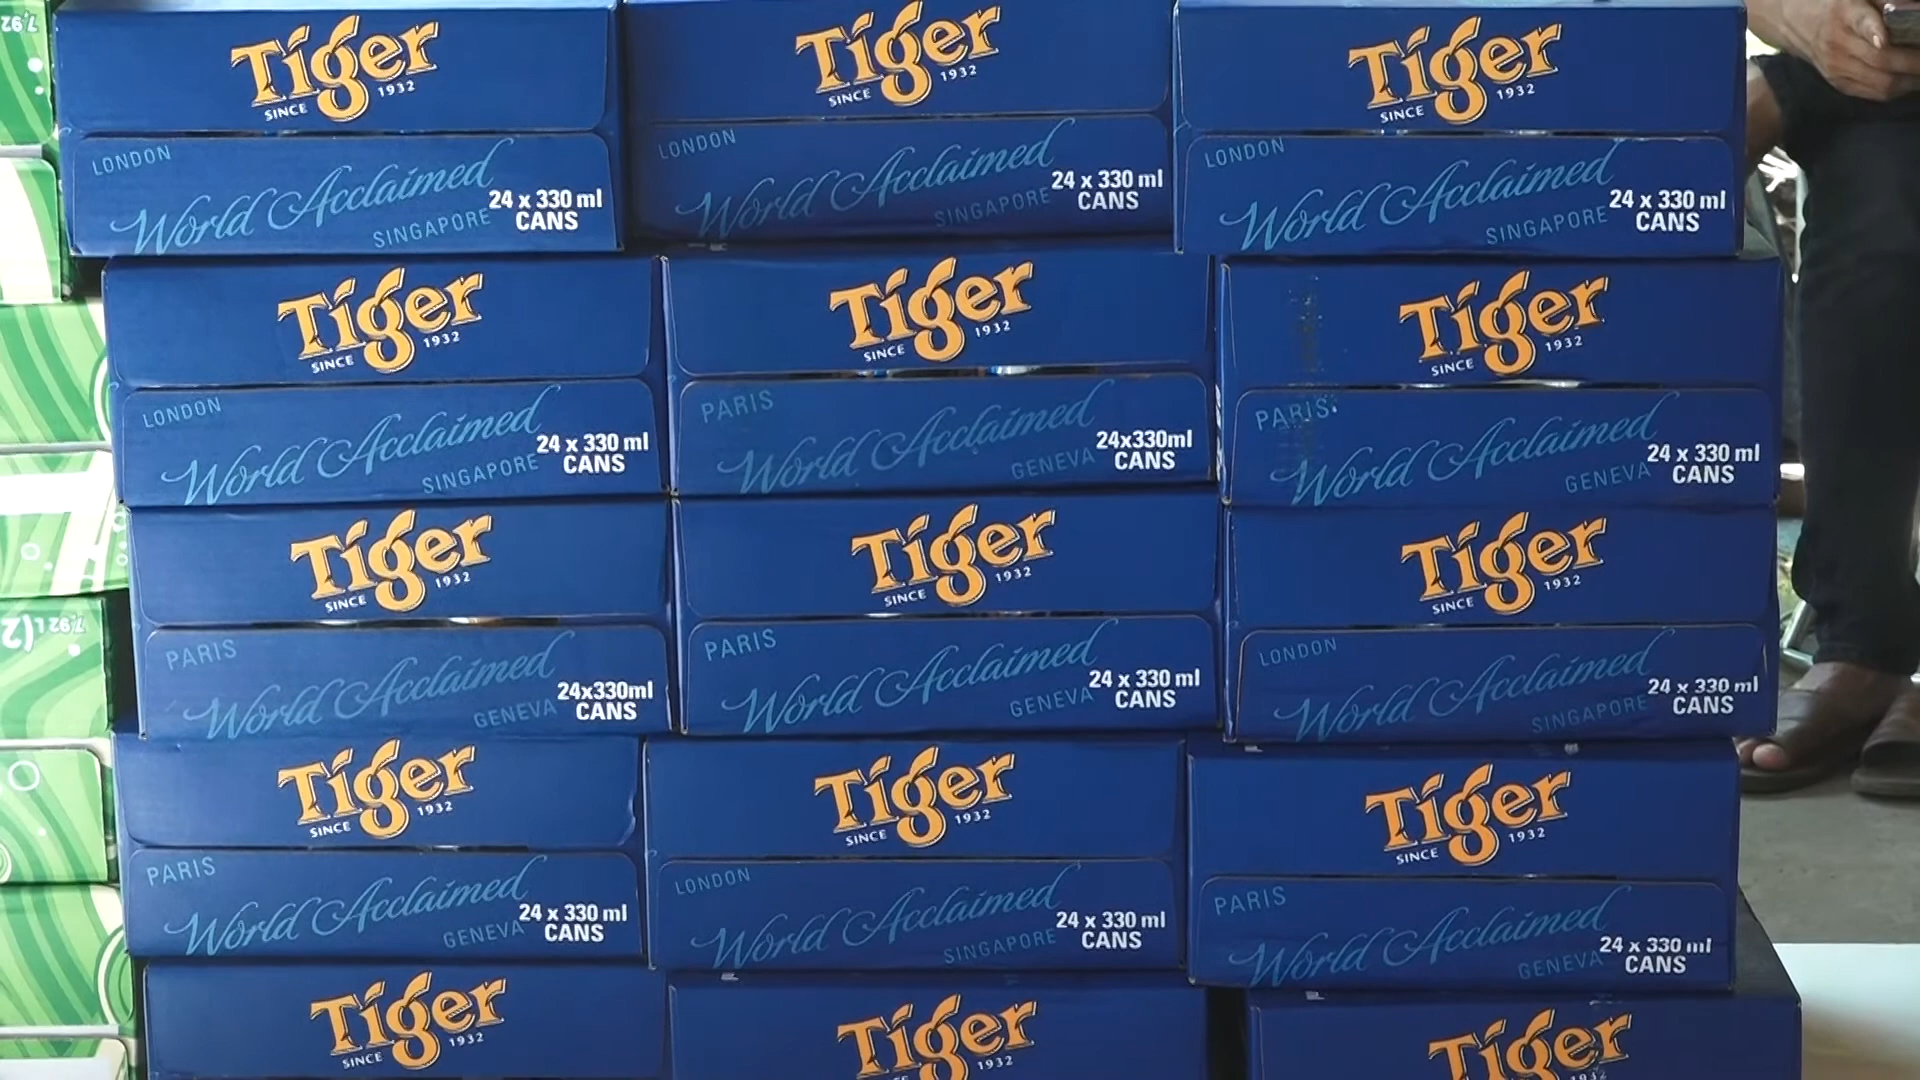 Tiger
SINCE 1932
LONDON
World Acclaimed
SINGAPORE
24 x 330 ml
CANS
Tiger
SINCE 1932
LONDON
World Acclaimed
SINGAPORE
24 x 330 ml
CANS
Tiger
SINCE 1932
LONDON
World Acclaimed
SINGAPORE
24 x 330 ml
CANS
Tiger
SINCE 1932
LONDON
World Acclaimed
SINGAPORE
24 x 330 ml
CANS
Tiger
SINCE 1932
PARIS
World Acclaimed
GENEVA
24x330ml
CANS
Tiger
SINCE 1932
PARIS
World Acclaimed
GENEVA
24 x 330 ml
CANS
Tiger
SINCE 1932
PARIS
World Acclaimed
GENEVA
24x330ml
CANS
Tiger
SINCE 1932
PARIS
World Acclaimed
GENEVA
24 x 330 ml
CANS
Tiger
SINCE 1932
LONDON
World Acclaimed
SINGAPORE
24 x 330 ml
CANS
Tiger
SINCE 1932
PARIS
World Acclaimed
GENEVA
24 x 330 ml
CANS
Tiger
SINCE 1932
LONDON
World Acclaimed
SINGAPORE
24 x 330 ml
CANS
Tiger
SINCE 1932
PARIS
World Acclaimed
GENEVA
24 x 330 ml
CANS
Tiger
SINCE 1932
Tiger
1932
Tiger
1932
7,92
7,92 L (2